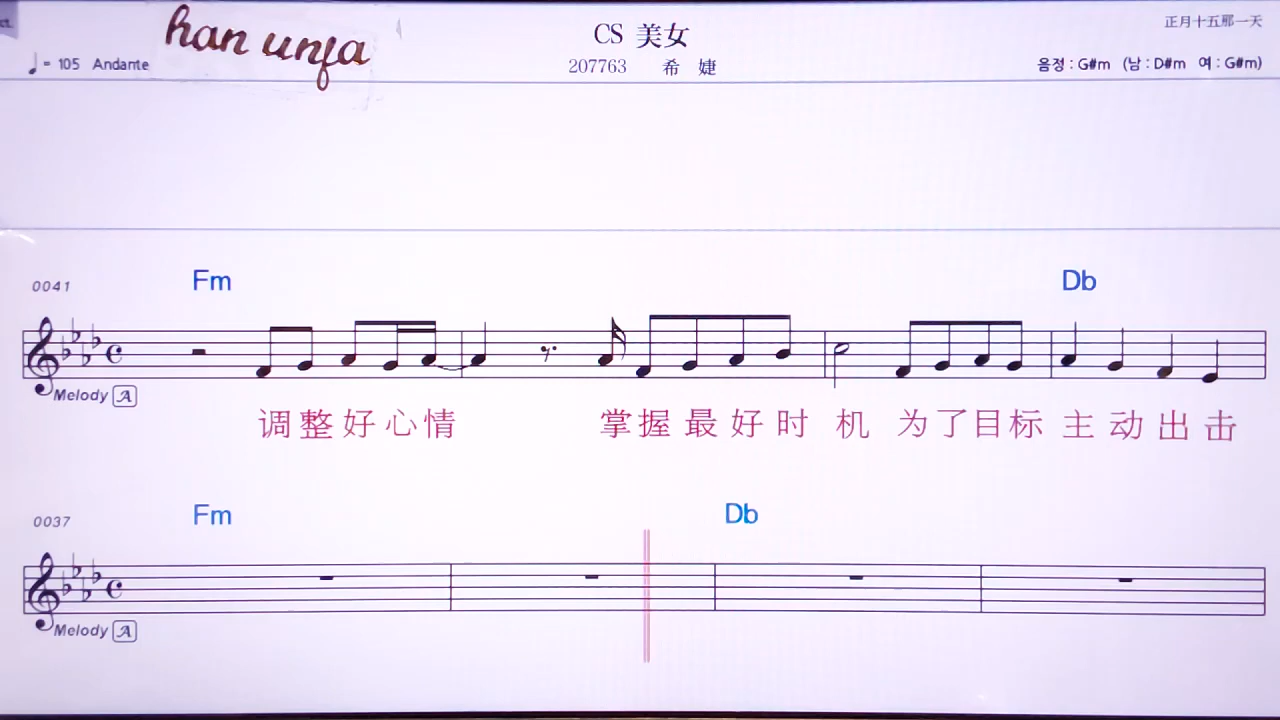 ct.
han unfa
CS 美女
正月十五那一天
♩= 105 Andante
207763 希 婕
음정 : G#m (남 : D#m 여 : G#m)
Fm Db
0041
Melody A
调整好心情 掌握最好时机 为了目标主动出击
Fm Db
0037
Melody A